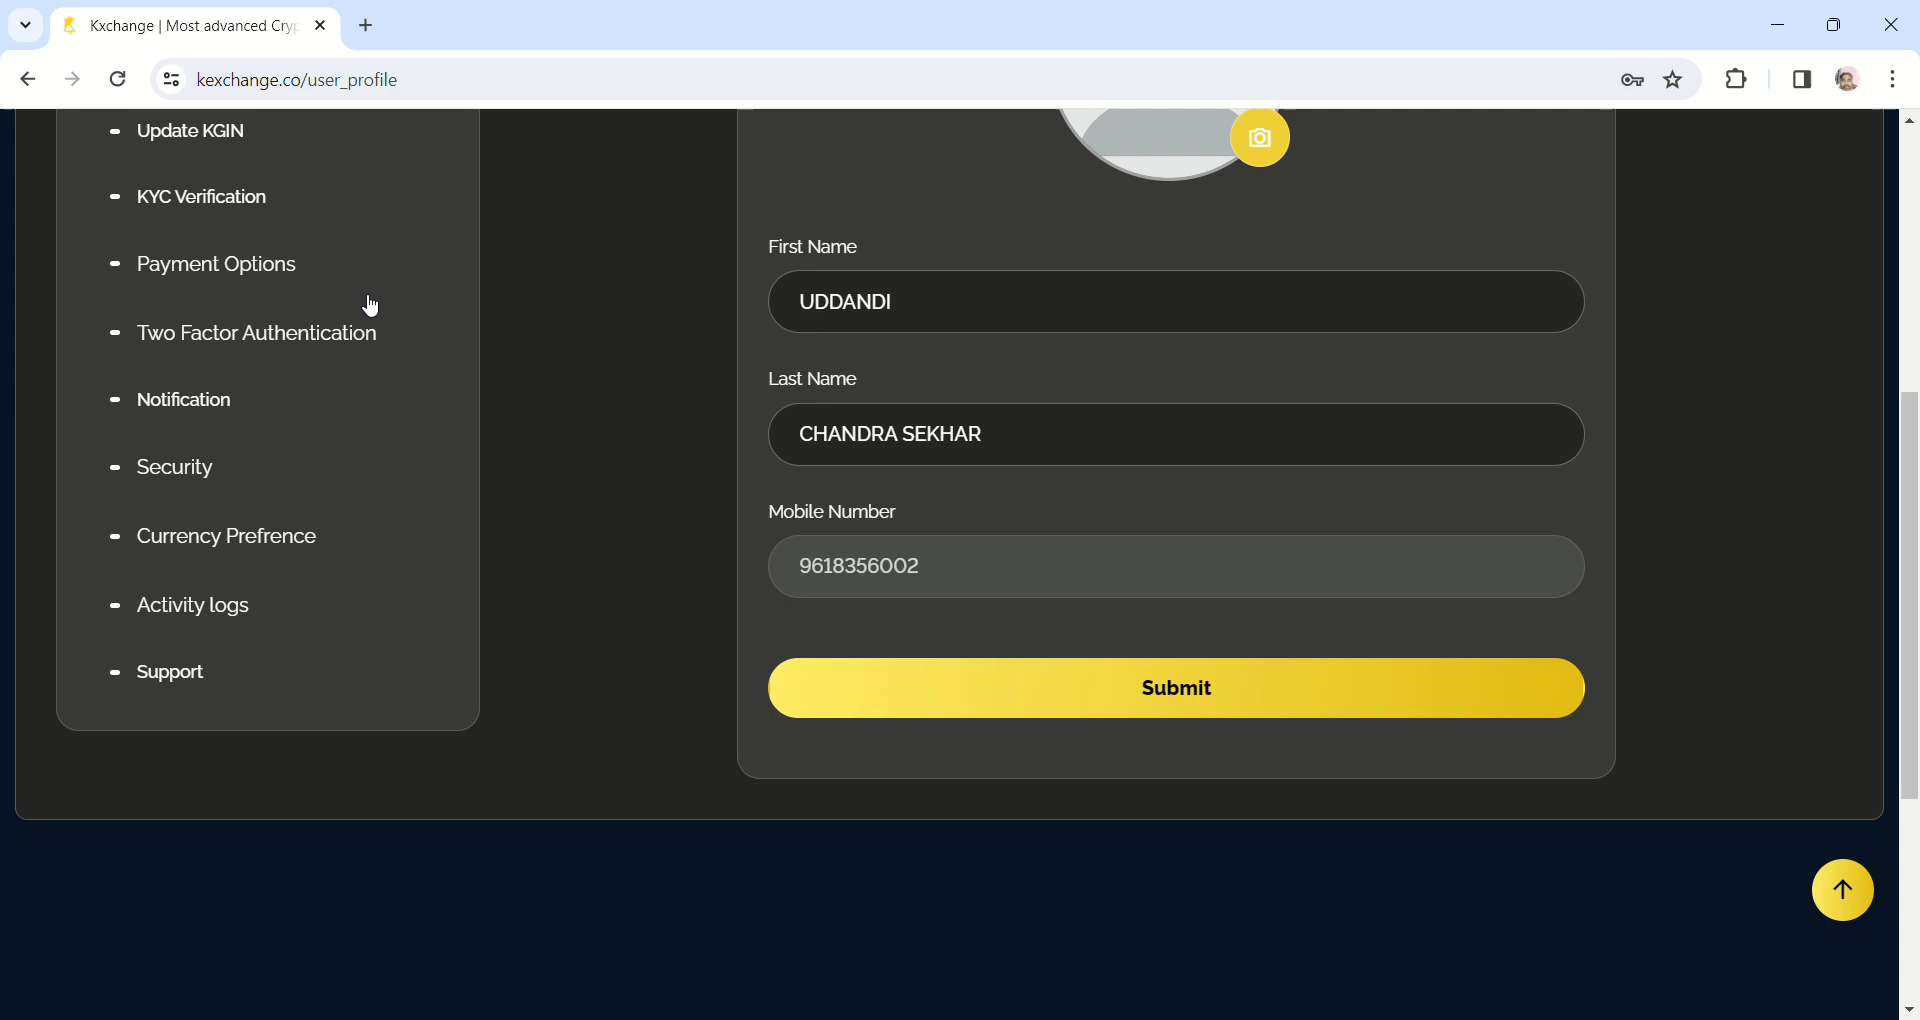 Kxchange | Most advanced Cry
kexchange.co/user_profile
Update KGIN
KYC Verification
Payment Options
Two Factor Authentication
Notification
Security
Currency Prefrence
Activity logs
Support
First Name
UDDANDI
Last Name
CHANDRA SEKHAR
Mobile Number
9618356002
Submit